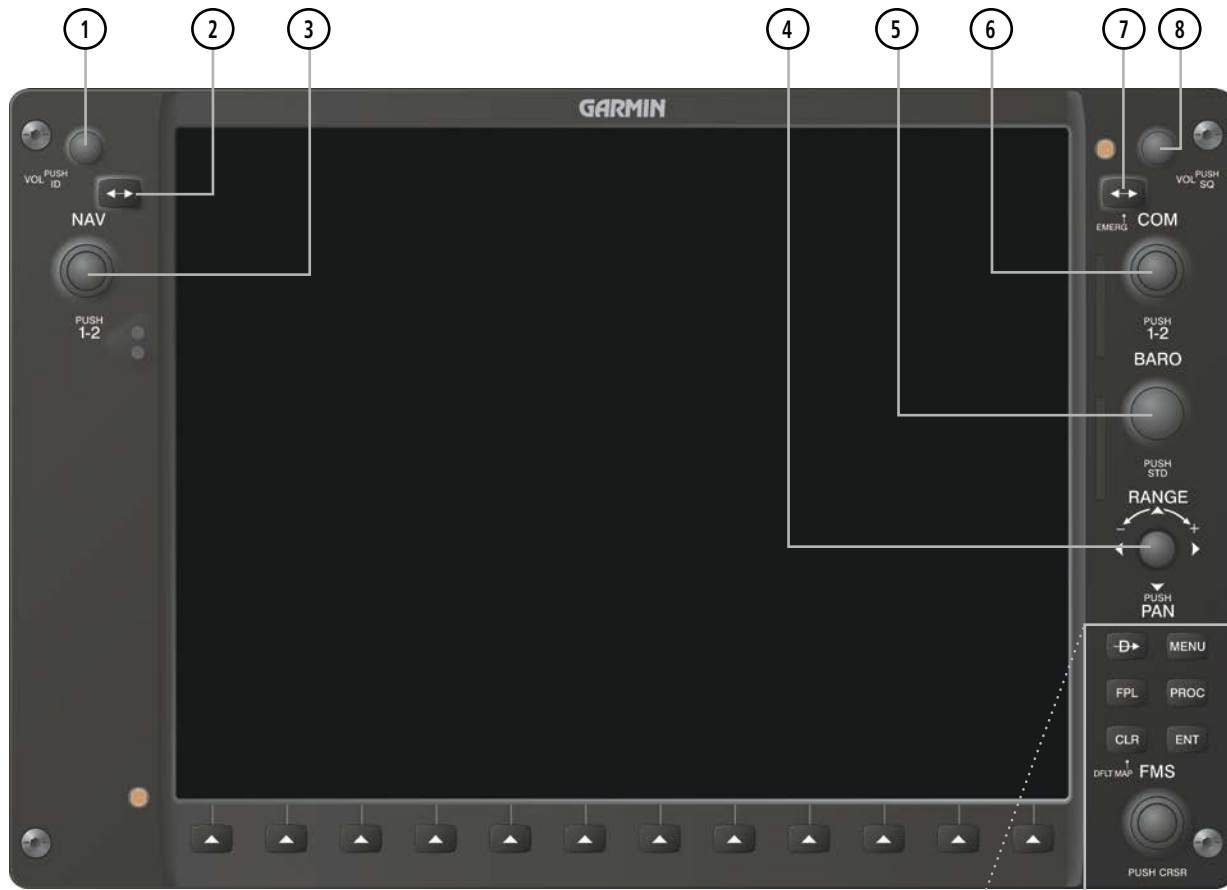 1 2 3 4 5 6 7 8
GARMIN
VOL PUSH ID
NAV
PUSH
1-2
VOL PUSH SQ
EMERG COM
PUSH
1-2
BARO
PUSH
STD
RANGE
- +
PUSH
PAN
D MENU
FPL PROC
CLR ENT
DFLT MAP FMS
PUSH CRSR